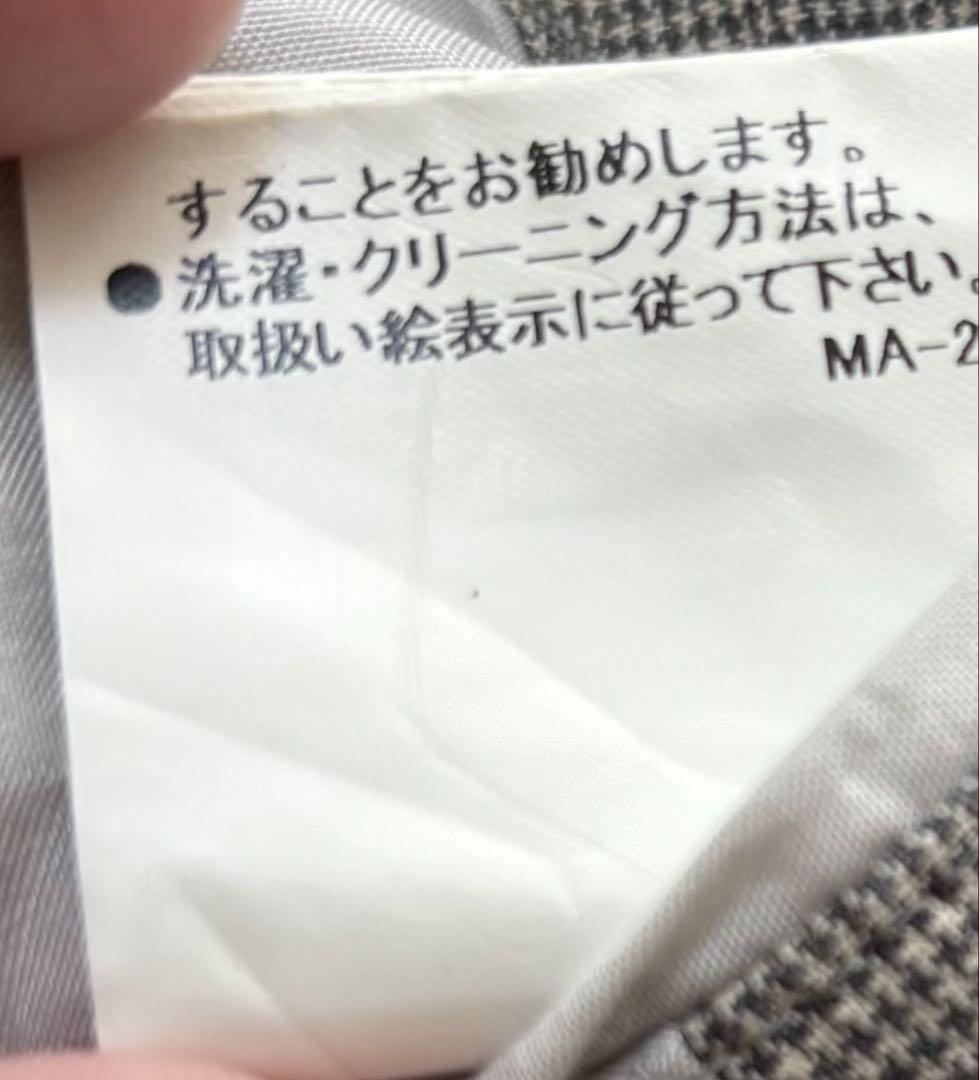 することをお勧めします。
●洗濯・クリーニング方法は、
取扱い絵表示に従って下さい。
MA-2